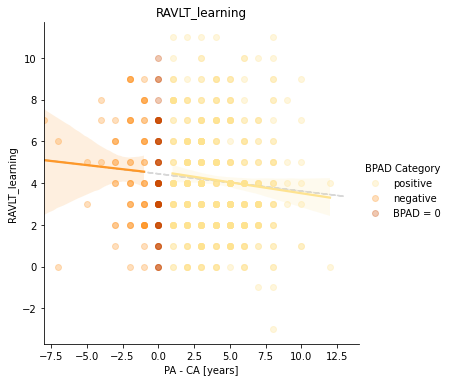 RAVLT_learning
10
8
6
4
2
0
−2
RAVLT_learning
−7.5
−5.0
−2.5
0.0
2.5
5.0
7.5
10.0
12.5
PA - CA [years]
BPAD Category
positive
negative
BPAD = 0